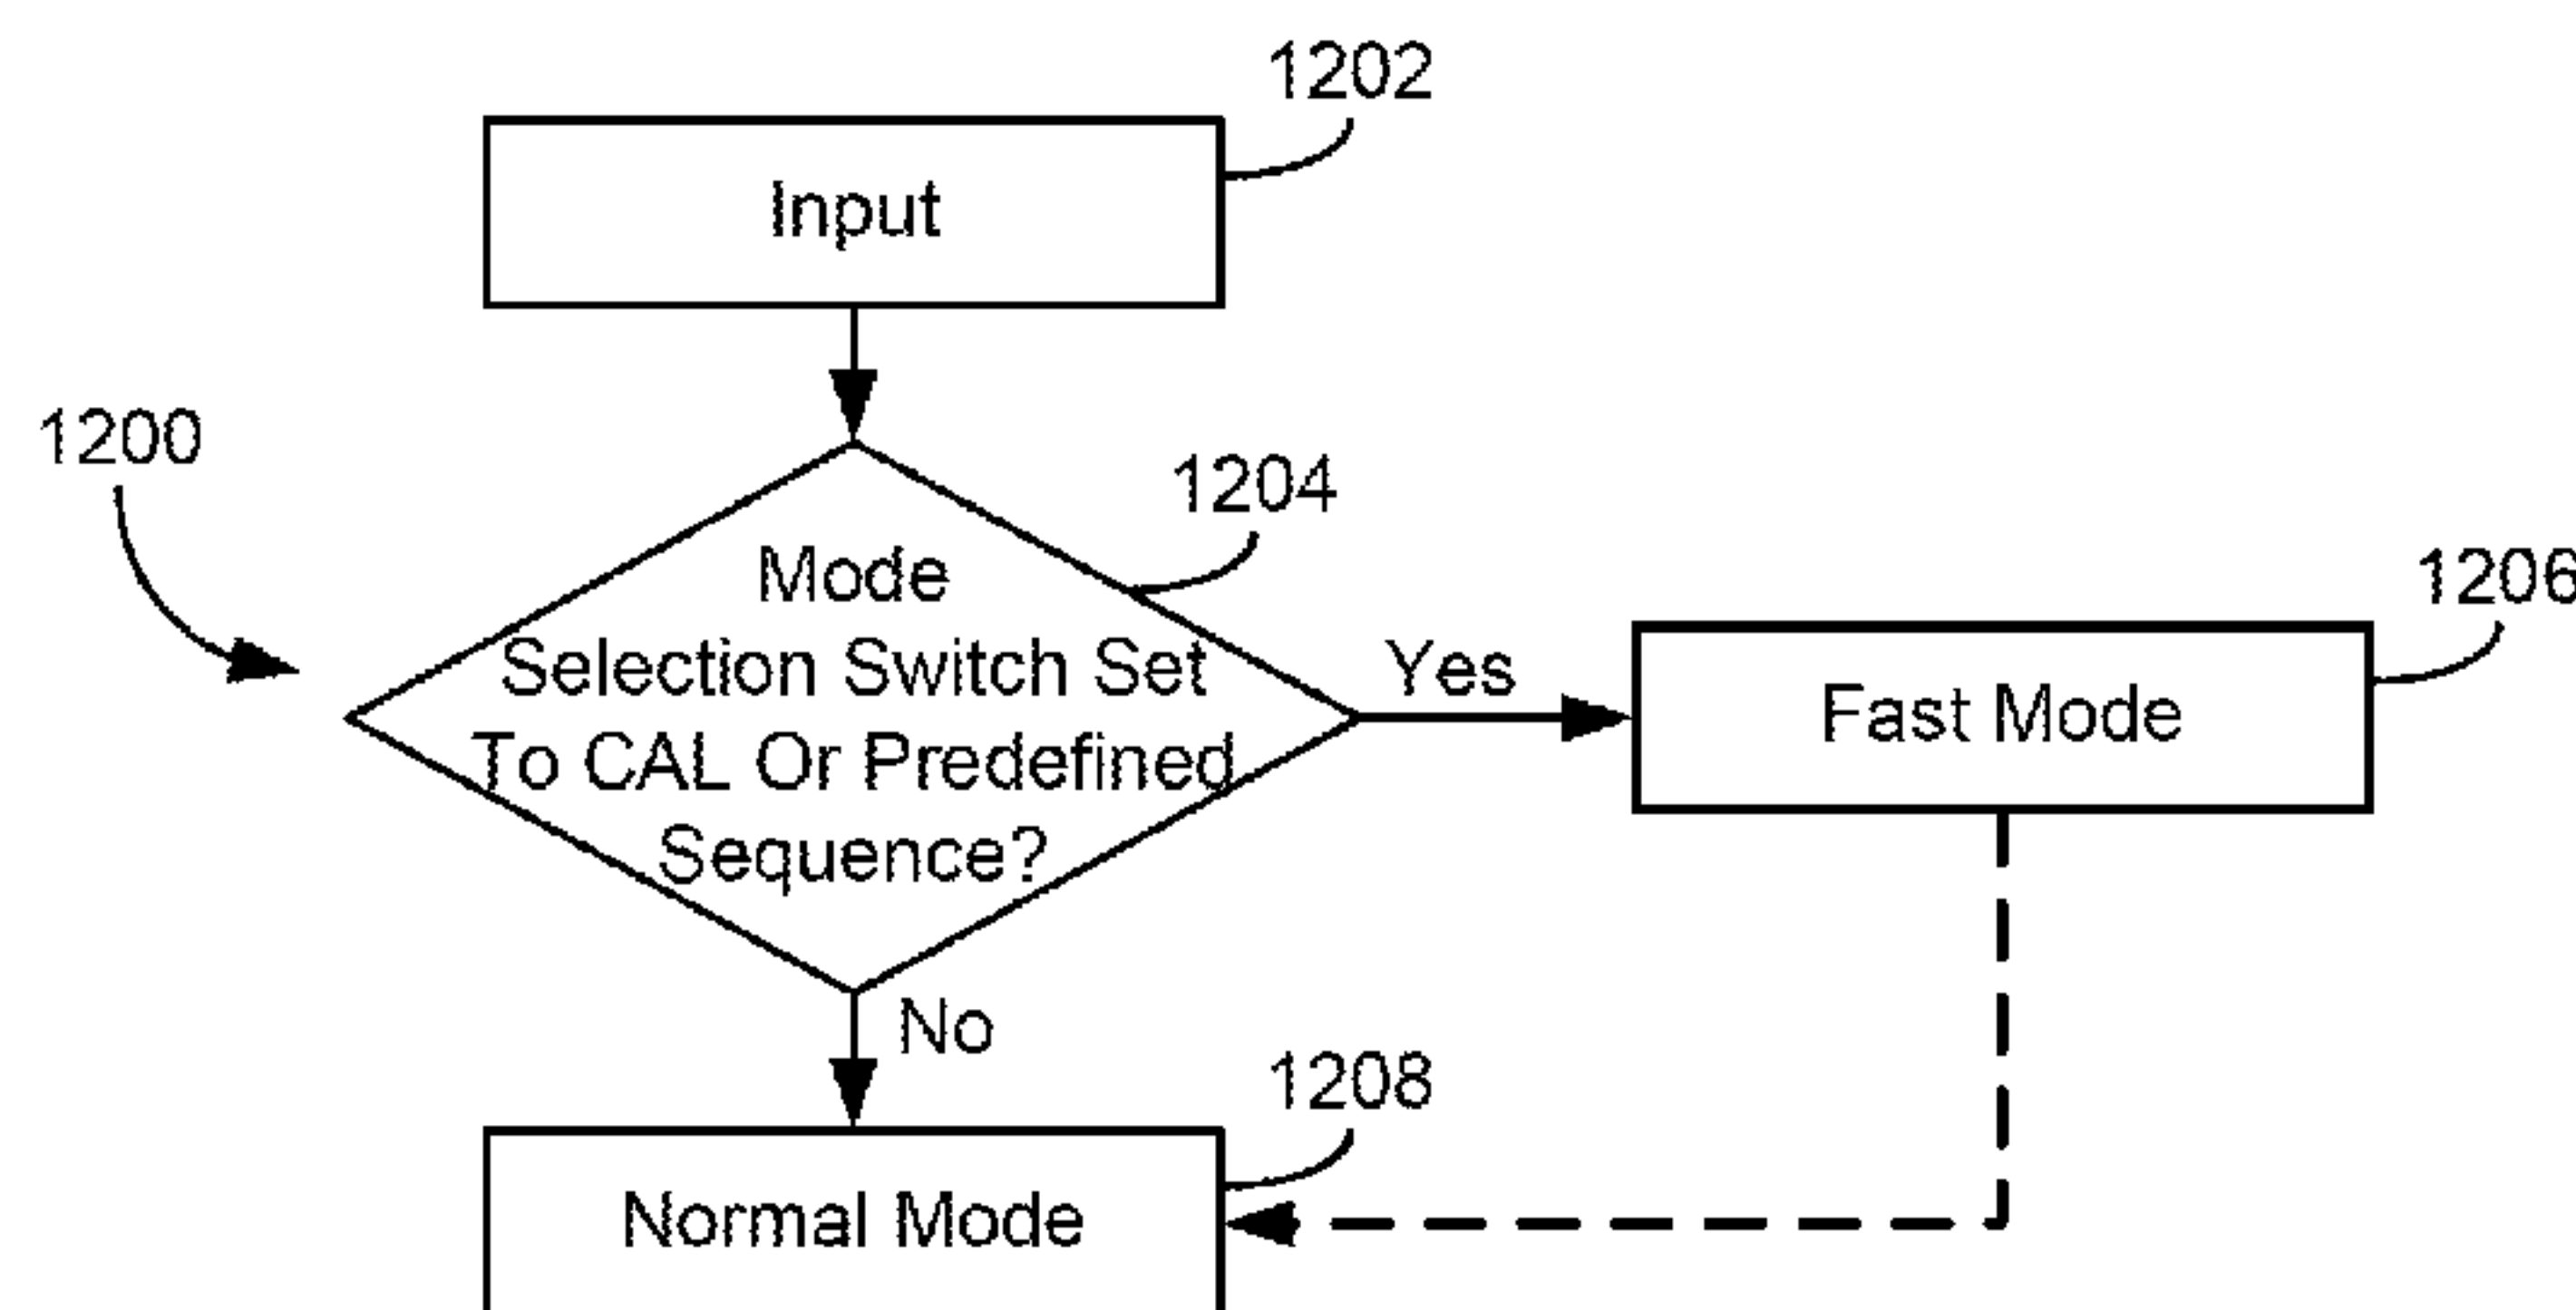 1202
Input
1200
1204
Mode
Selection Switch Set
To CAL Or Predefined
Sequence?
Yes
1206
Fast Mode
No
1208
Normal Mode